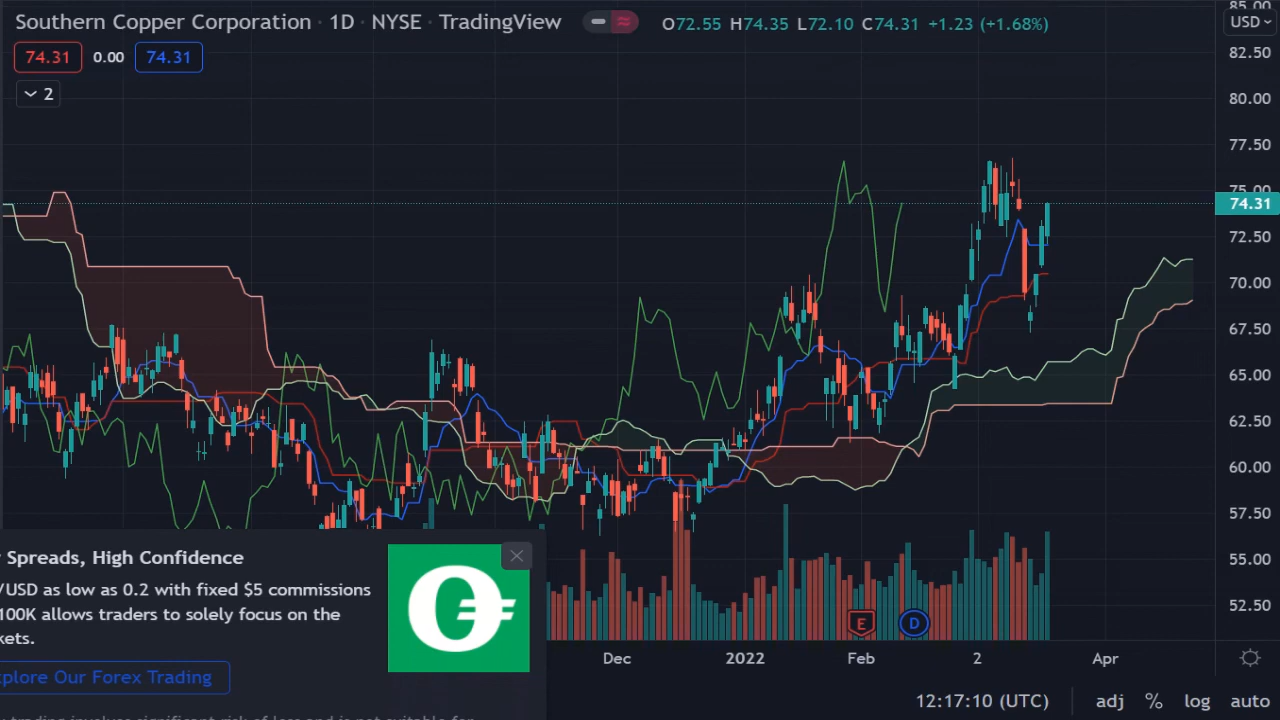 Southern Copper Corporation · 1D · NYSE · TradingView
O72.55 H74.35 L72.10 C74.31 +1.23 (+1.68%)
USD
74.31 0.00 74.31
2
85.00
82.50
80.00
77.50
75.00
74.31
72.50
70.00
67.50
65.00
62.50
60.00
57.50
55.00
52.50
Spreads, High Confidence
/USD as low as 0.2 with fixed $5 commissions
100K allows traders to solely focus on the
kets.
plore Our Forex Trading
E
D
Dec 2022 Feb 2 Apr
12:17:10 (UTC) adj % log auto